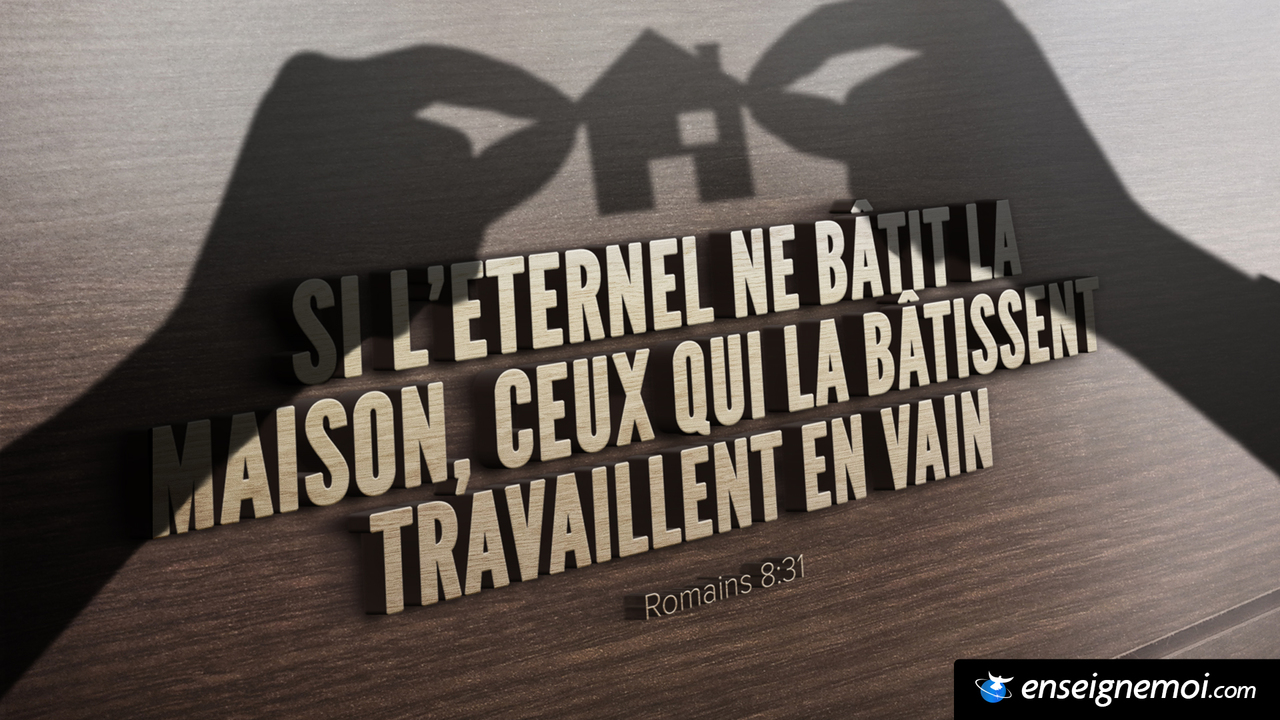 SI L'ETERNEL NE BÂTIT LA
MAISON, CEUX QUI LA BÂTISSENT
TRAVAILLENT EN VAIN
Romains 8:31
enseignemoi.com